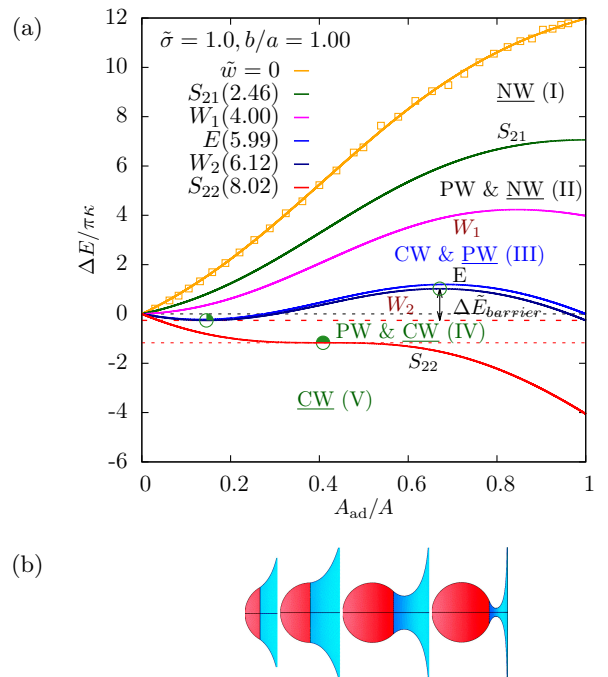 (a)
12
10
8
6
4
2
0
-2
-4
-6
ΔE/πκ
σ̃ = 1.0, b/a = 1.00
w̃ = 0
S₂₁(2.46)
W₁(4.00)
E(5.99)
W₂(6.12)
S₂₂(8.02)
NW (I)
S₂₁
PW & NW (II)
W₁
CW & PW (III)
E
W₂
ΔẼ_barrier
PW & CW (IV)
S₂₂
CW (V)
0 0.2 0.4 0.6 0.8 1
A_ad/A
(b)